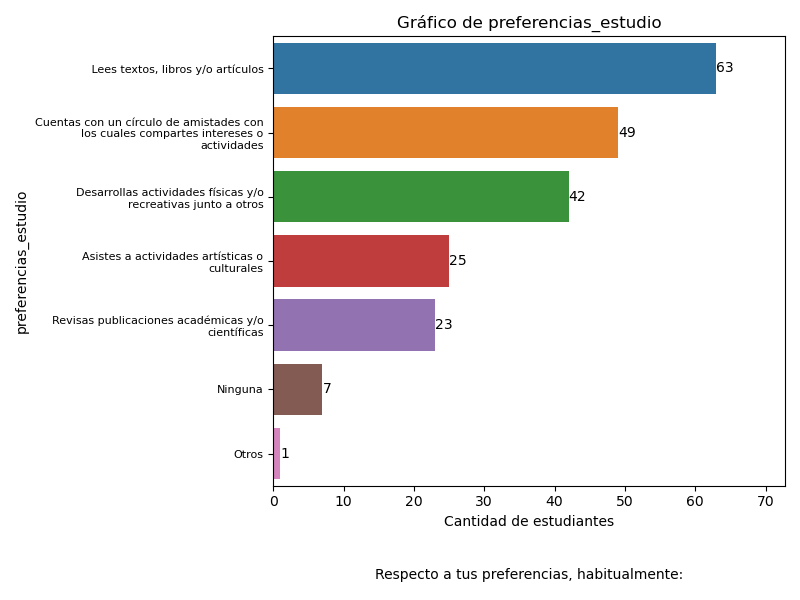 Gráfico de preferencias_estudio
preferencias_estudio
Lees textos, libros y/o artículos
63
Cuentas con un círculo de amistades con
los cuales compartes intereses o
actividades
49
Desarrollas actividades físicas y/o
recreativas junto a otros
42
Asistes a actividades artísticas o
culturales
25
Revisas publicaciones académicas y/o
científicas
23
Ninguna
7
Otros
1
0 10 20 30 40 50 60 70
Cantidad de estudiantes
Respecto a tus preferencias, habitualmente: